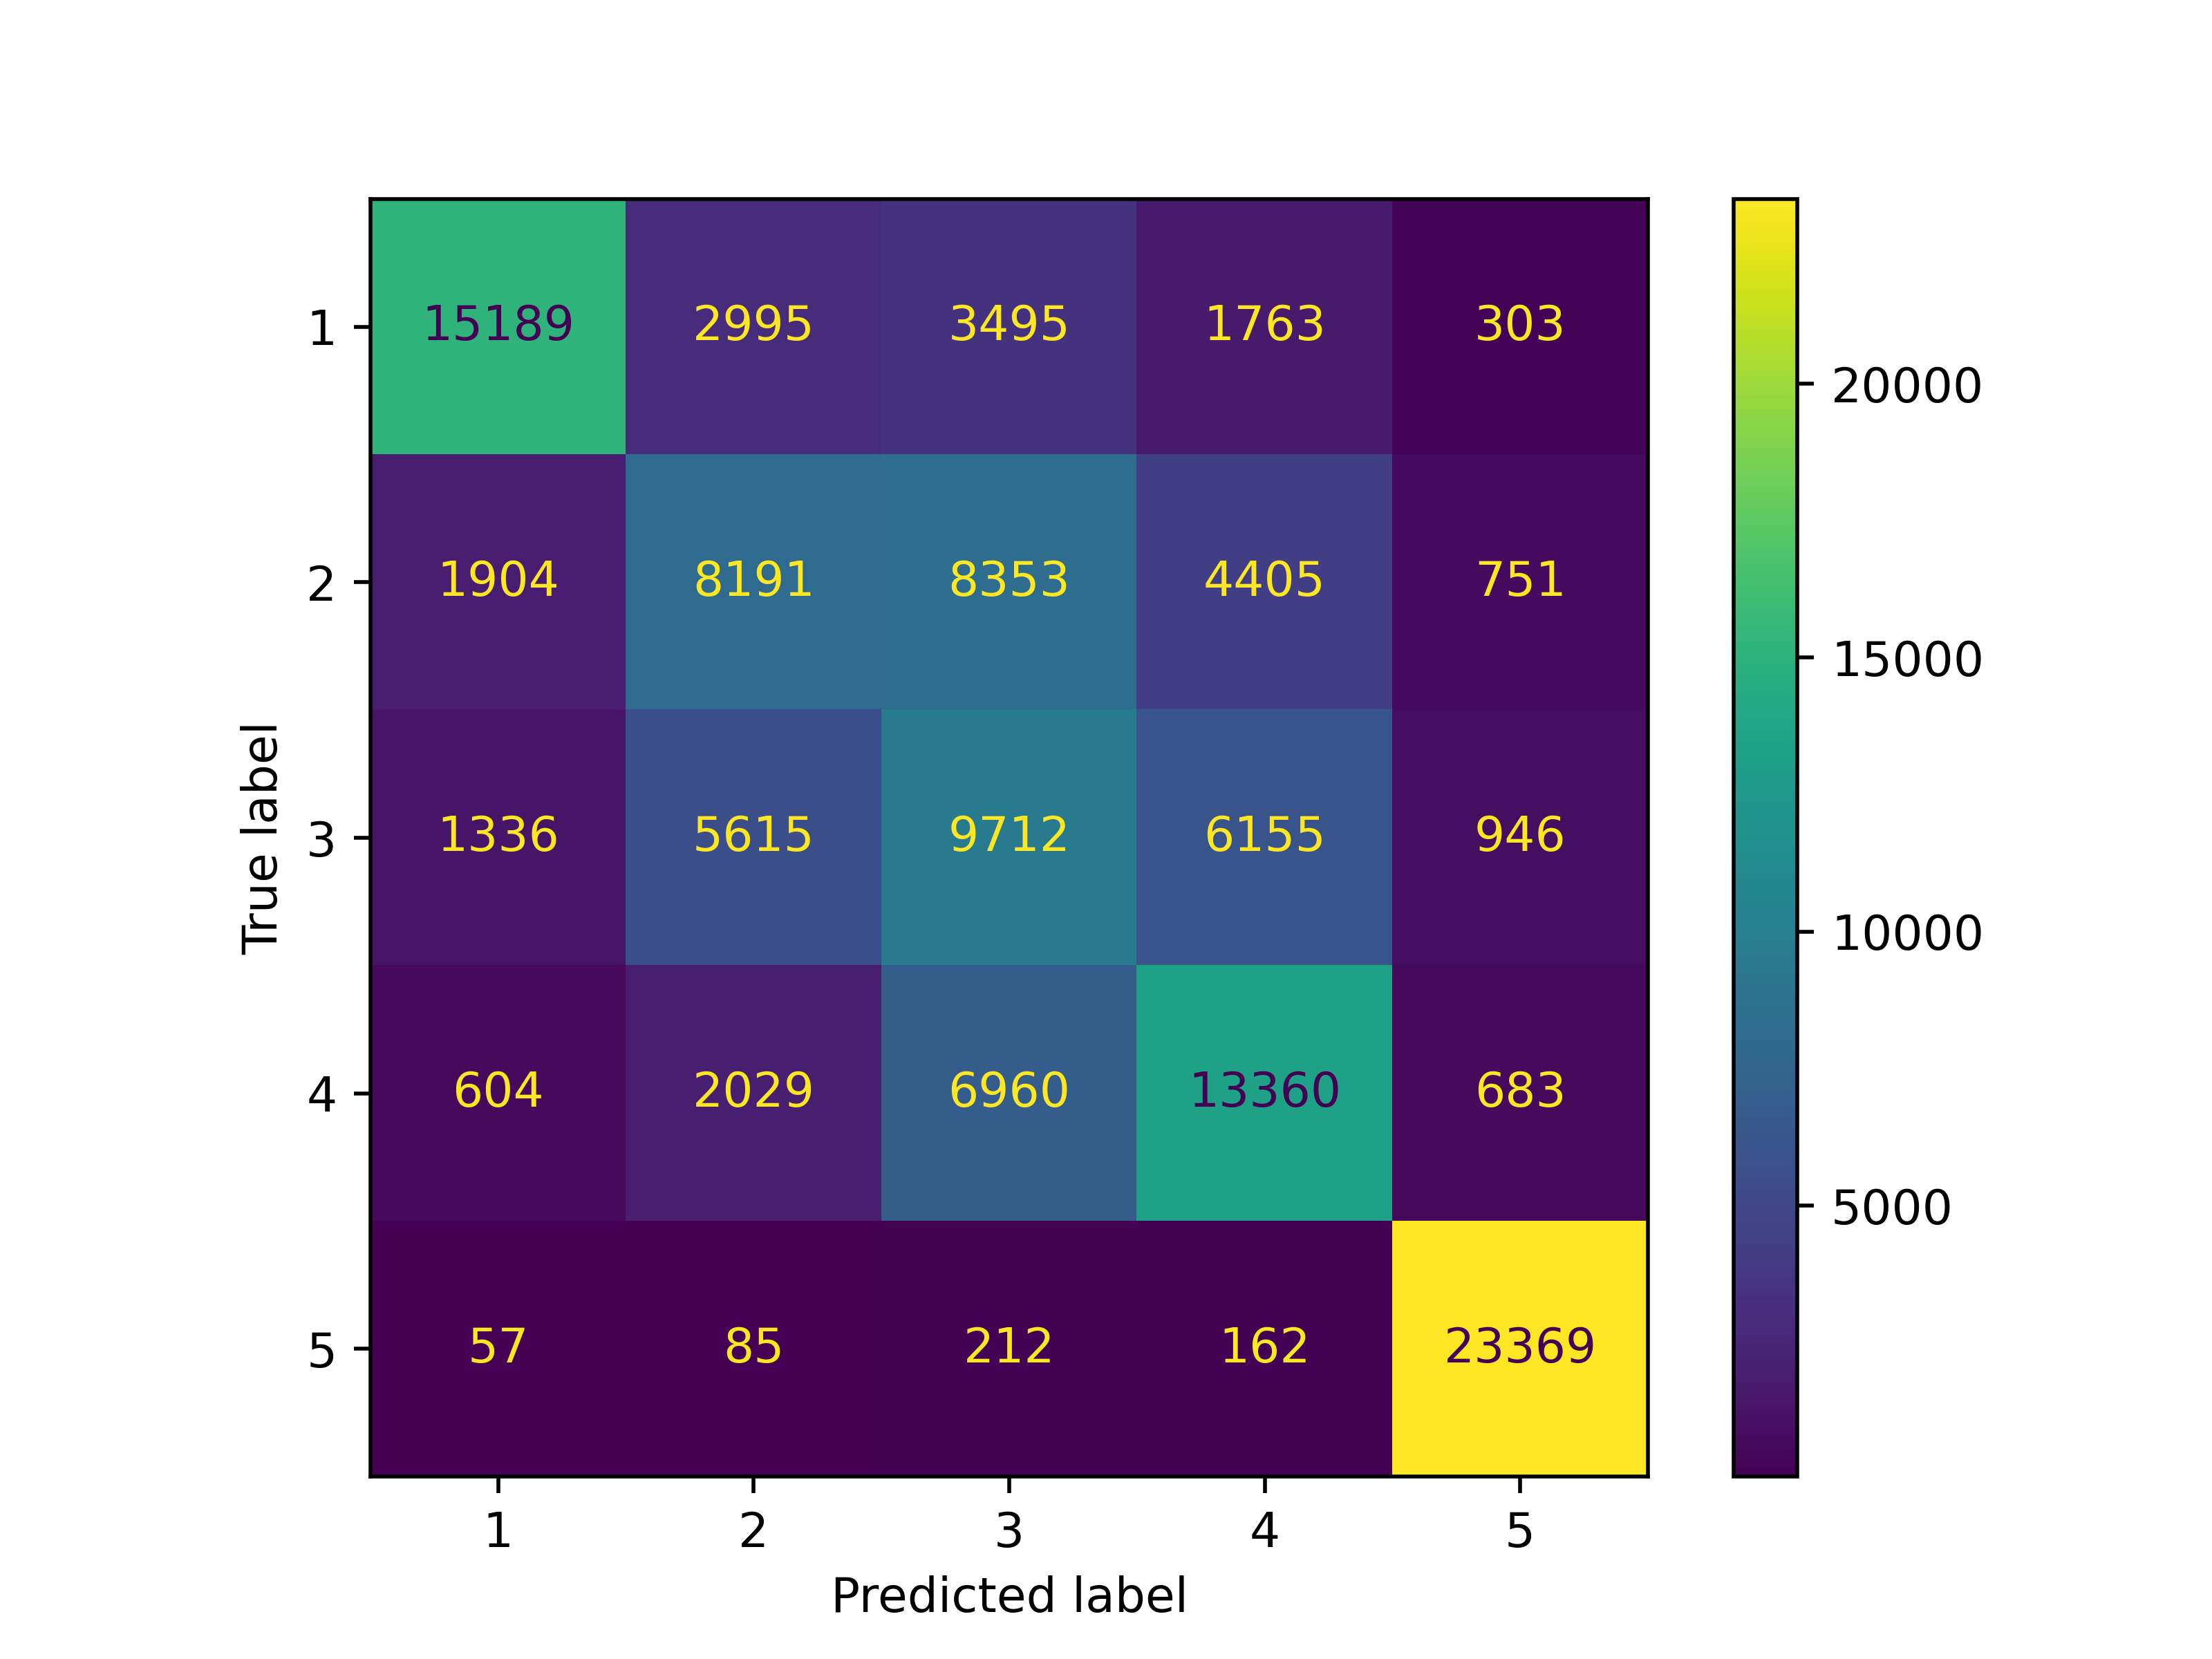 1 15189 2995 3495 1763 303
20000
2 1904 8191 8353 4405 751
15000
True label
3 1336 5615 9712 6155 946
10000
4 604 2029 6960 13360 683
5000
5 57 85 212 162 23369
1 2 3 4 5
Predicted label